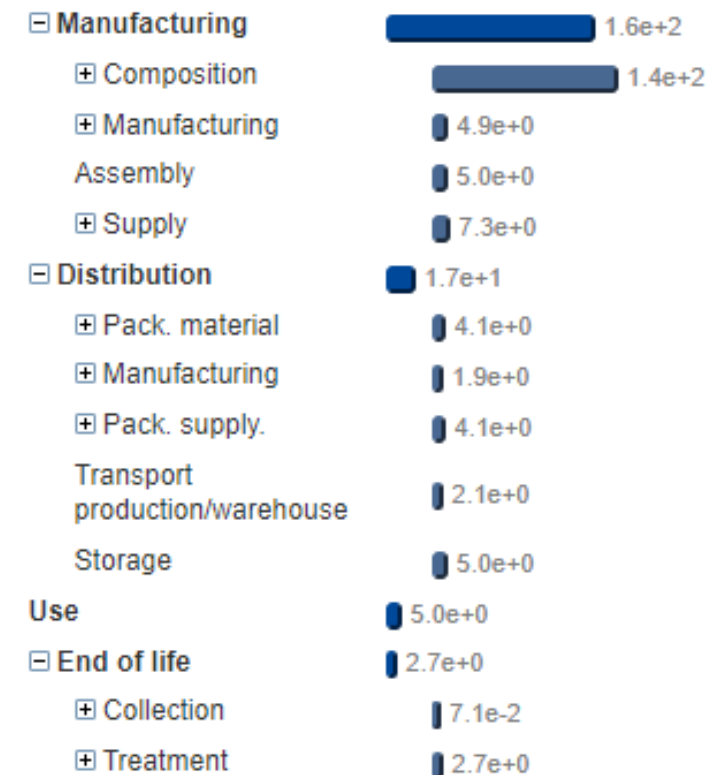 Manufacturing 1.6e+2
Composition 1.4e+2
Manufacturing 4.9e+0
Assembly 5.0e+0
Supply 7.3e+0
Distribution 1.7e+1
Pack. material 4.1e+0
Manufacturing 1.9e+0
Pack. supply. 4.1e+0
Transport
production/warehouse 2.1e+0
Storage 5.0e+0
Use 5.0e+0
End of life 2.7e+0
Collection 7.1e-2
Treatment 2.7e+0